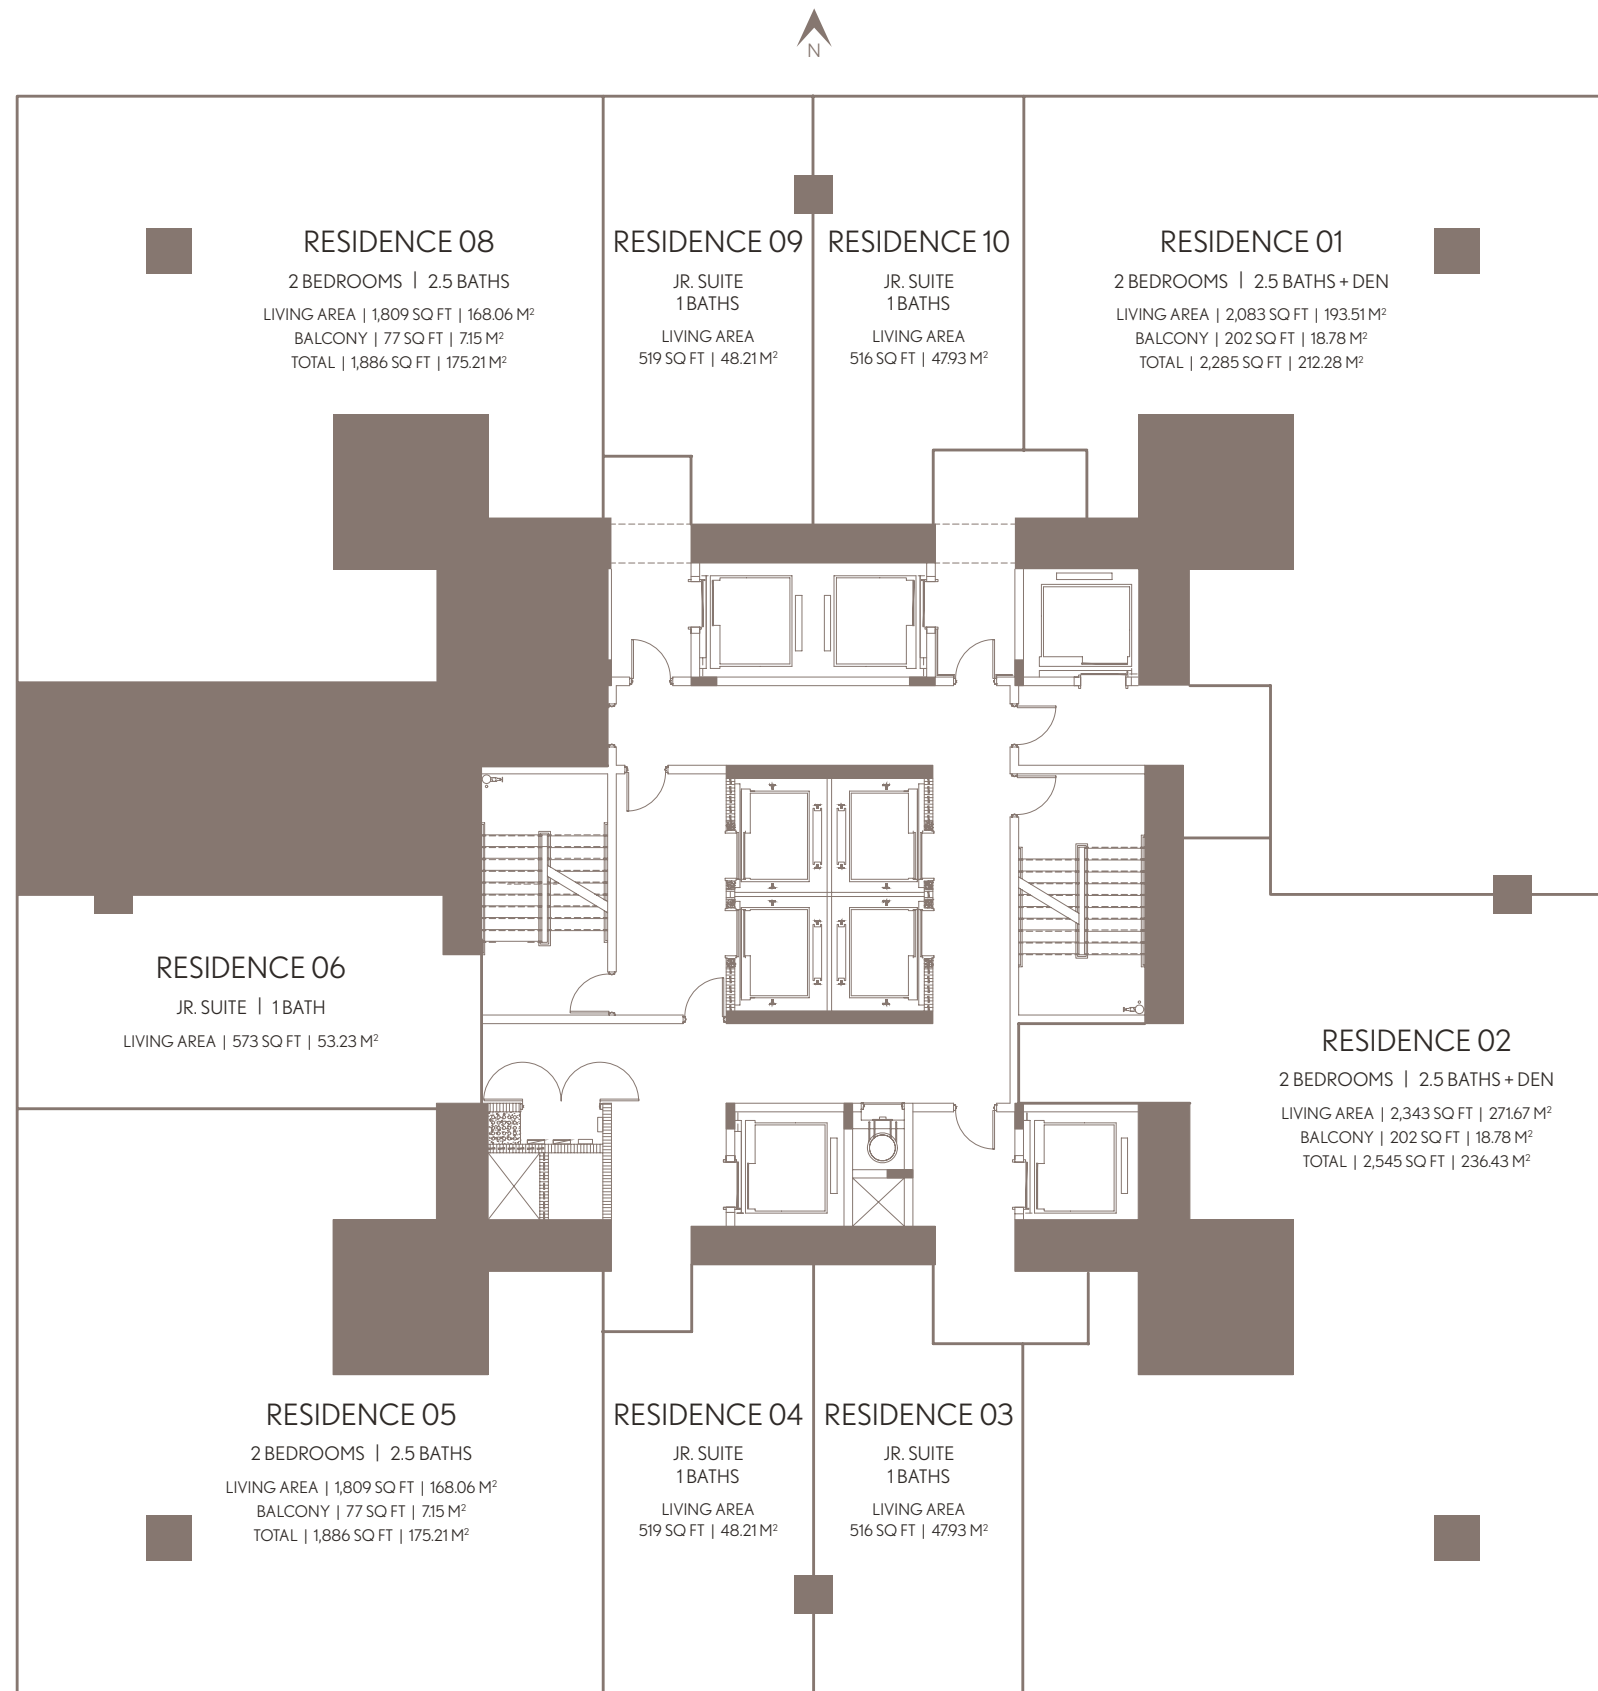 N
RESIDENCE 08
2 BEDROOMS | 2.5 BATHS
LIVING AREA | 1,809 SQ FT | 168.06 M²
BALCONY | 77 SQ FT | 7.15 M²
TOTAL | 1,886 SQ FT | 175.21 M²
RESIDENCE 09
JR. SUITE
1 BATHS
LIVING AREA
519 SQ FT | 48.21 M²
RESIDENCE 10
JR. SUITE
1 BATHS
LIVING AREA
516 SQ FT | 47.93 M²
RESIDENCE 01
2 BEDROOMS | 2.5 BATHS + DEN
LIVING AREA | 2,083 SQ FT | 193.51 M²
BALCONY | 202 SQ FT | 18.78 M²
TOTAL | 2,285 SQ FT | 212.28 M²
RESIDENCE 06
JR. SUITE | 1 BATH
LIVING AREA | 573 SQ FT | 53.23 M²
RESIDENCE 02
2 BEDROOMS | 2.5 BATHS + DEN
LIVING AREA | 2,343 SQ FT | 271.67 M²
BALCONY | 202 SQ FT | 18.78 M²
TOTAL | 2,545 SQ FT | 236.43 M²
RESIDENCE 05
2 BEDROOMS | 2.5 BATHS
LIVING AREA | 1,809 SQ FT | 168.06 M²
BALCONY | 77 SQ FT | 7.15 M²
TOTAL | 1,886 SQ FT | 175.21 M²
RESIDENCE 04
JR. SUITE
1 BATHS
LIVING AREA
519 SQ FT | 48.21 M²
RESIDENCE 03
JR. SUITE
1 BATHS
LIVING AREA
516 SQ FT | 47.93 M²